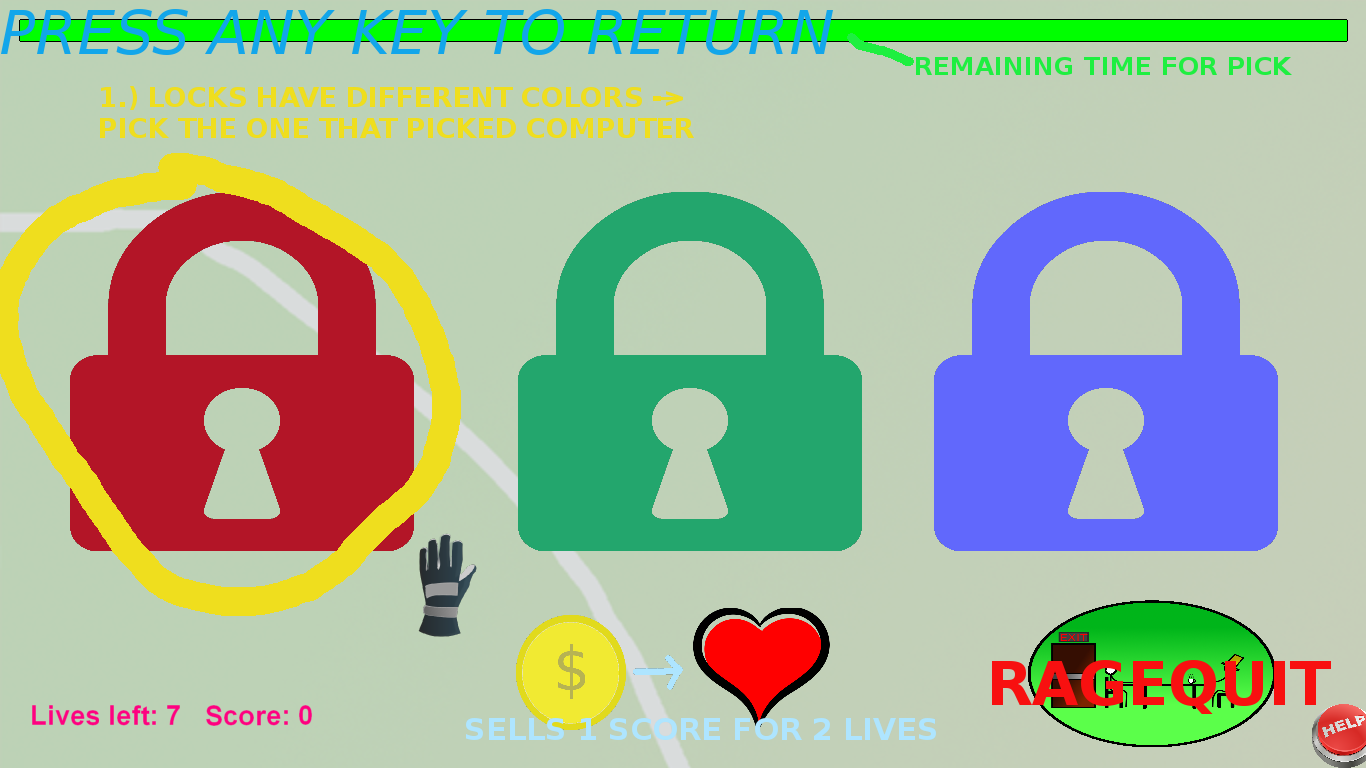 PRESS ANY KEY TO RETURN
REMAINING TIME FOR PICK
1.) LOCKS HAVE DIFFERENT COLORS ->
PICK THE ONE THAT PICKED COMPUTER
$
EXIT
RAGEQUIT
Lives left: 7 Score: 0
SELLS 1 SCORE FOR 2 LIVES
HELP